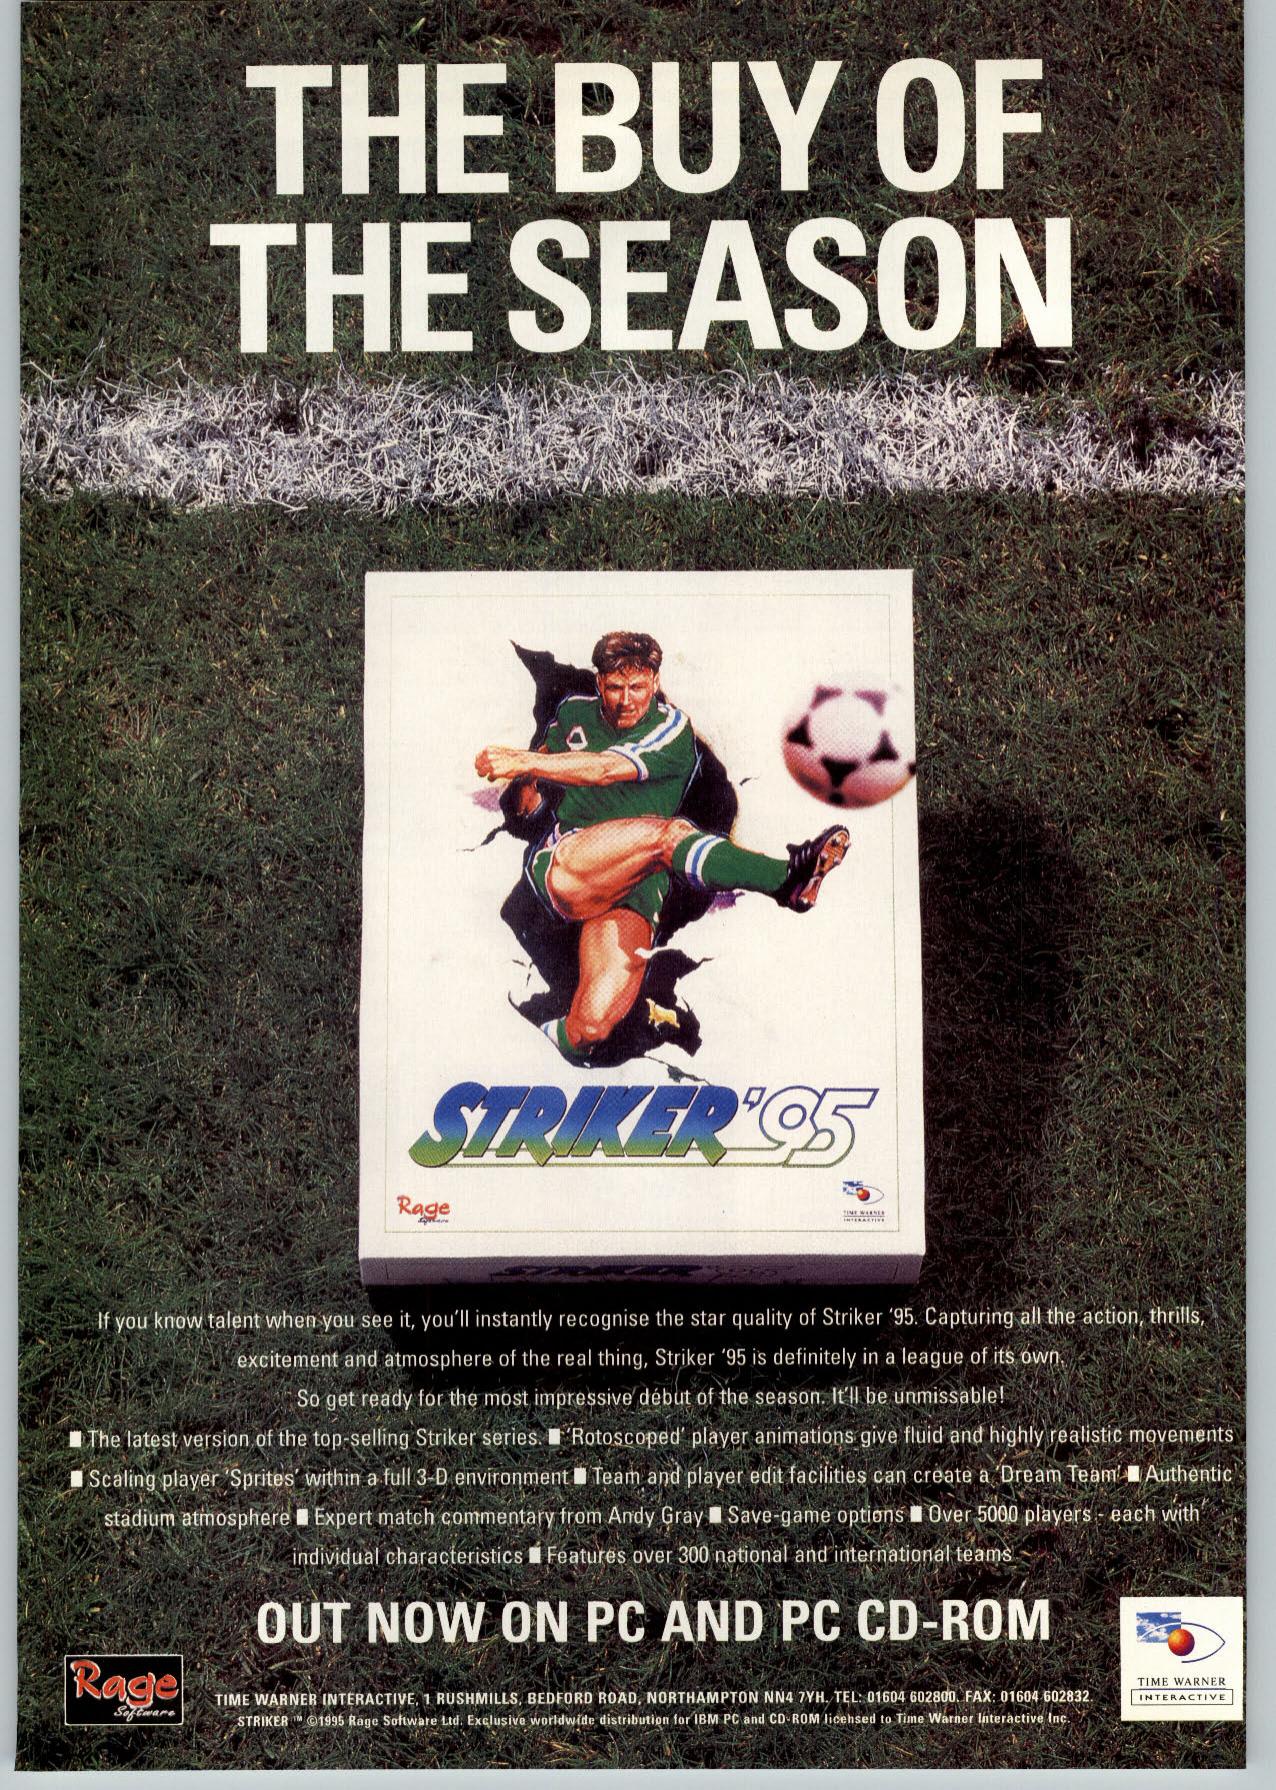 THE BUY OF
THE SEASON
STRIKER '95
Rage
Software
TIME WARNER
INTERACTIVE
STRIKER '95
If you know talent when you see it, you'll instantly recognise the star quality of Striker '95. Capturing all the action, thrills,
excitement and atmosphere of the real thing, Striker '95 is definitely in a league of its own.
So get ready for the most impressive début of the season. It'll be unmissable!
■ The latest version of the top-selling Striker series. ■ 'Rotoscoped' player animations give fluid and highly realistic movements
■ Scaling player 'Sprites' within a full 3-D environment ■ Team and player edit facilities can create a 'Dream Team' ■ Authentic
stadium atmosphere ■ Expert match commentary from Andy Gray ■ Save-game options ■ Over 5000 players - each with
individual characteristics ■ Features over 300 national and international teams
OUT NOW ON PC AND PC CD-ROM
Rage
Software
TIME WARNER INTERACTIVE, 1 RUSHMILLS, BEDFORD ROAD, NORTHAMPTON NN4 7YH. TEL: 01604 602800. FAX: 01604 602832.
STRIKER ™ ©1995 Rage Software Ltd. Exclusive worldwide distribution for IBM PC and CD-ROM licensed to Time Warner Interactive Inc.
TIME WARNER
INTERACTIVE